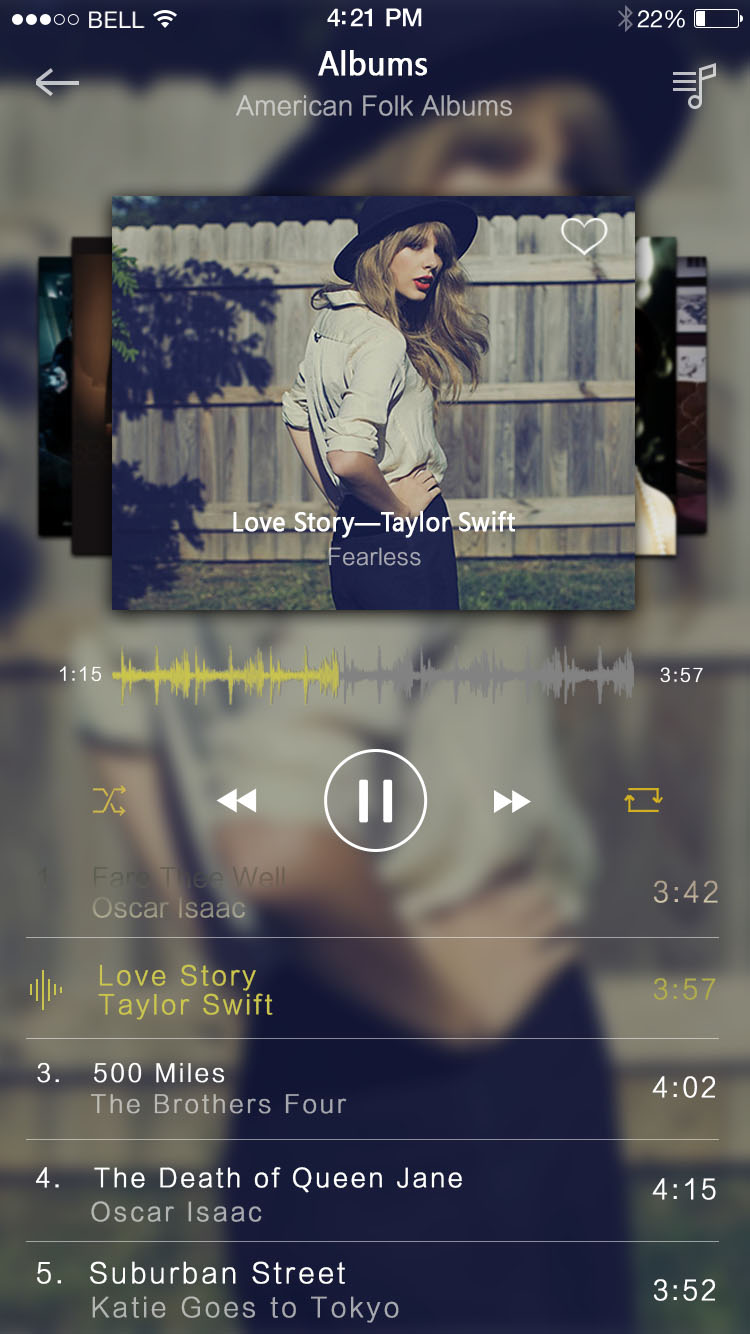 BELL 4:21 PM 22%
Albums
American Folk Albums
Love Story—Taylor Swift
Fearless
1:15 3:57
1. Fare Thee Well
Oscar Isaac 3:42
Love Story
Taylor Swift 3:57
3. 500 Miles
The Brothers Four 4:02
4. The Death of Queen Jane
Oscar Isaac 4:15
5. Suburban Street
Katie Goes to Tokyo 3:52